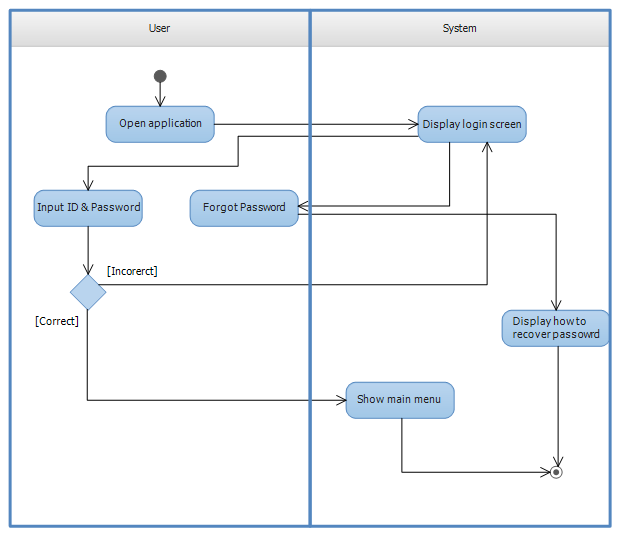 User
System
Open application
Display login screen
Input ID & Password
Forgot Password
[Incorerct]
[Correct]
Display how to
recover passowrd
Show main menu